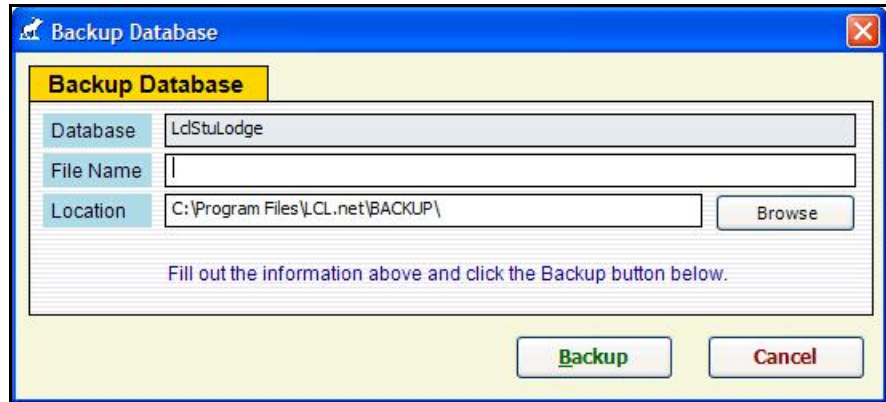 Backup Database
Backup Database
Database LclStuLodge
File Name
Location C:\Program Files\LCL.net\BACKUP\ Browse
Fill out the information above and click the Backup button below.
Backup Cancel